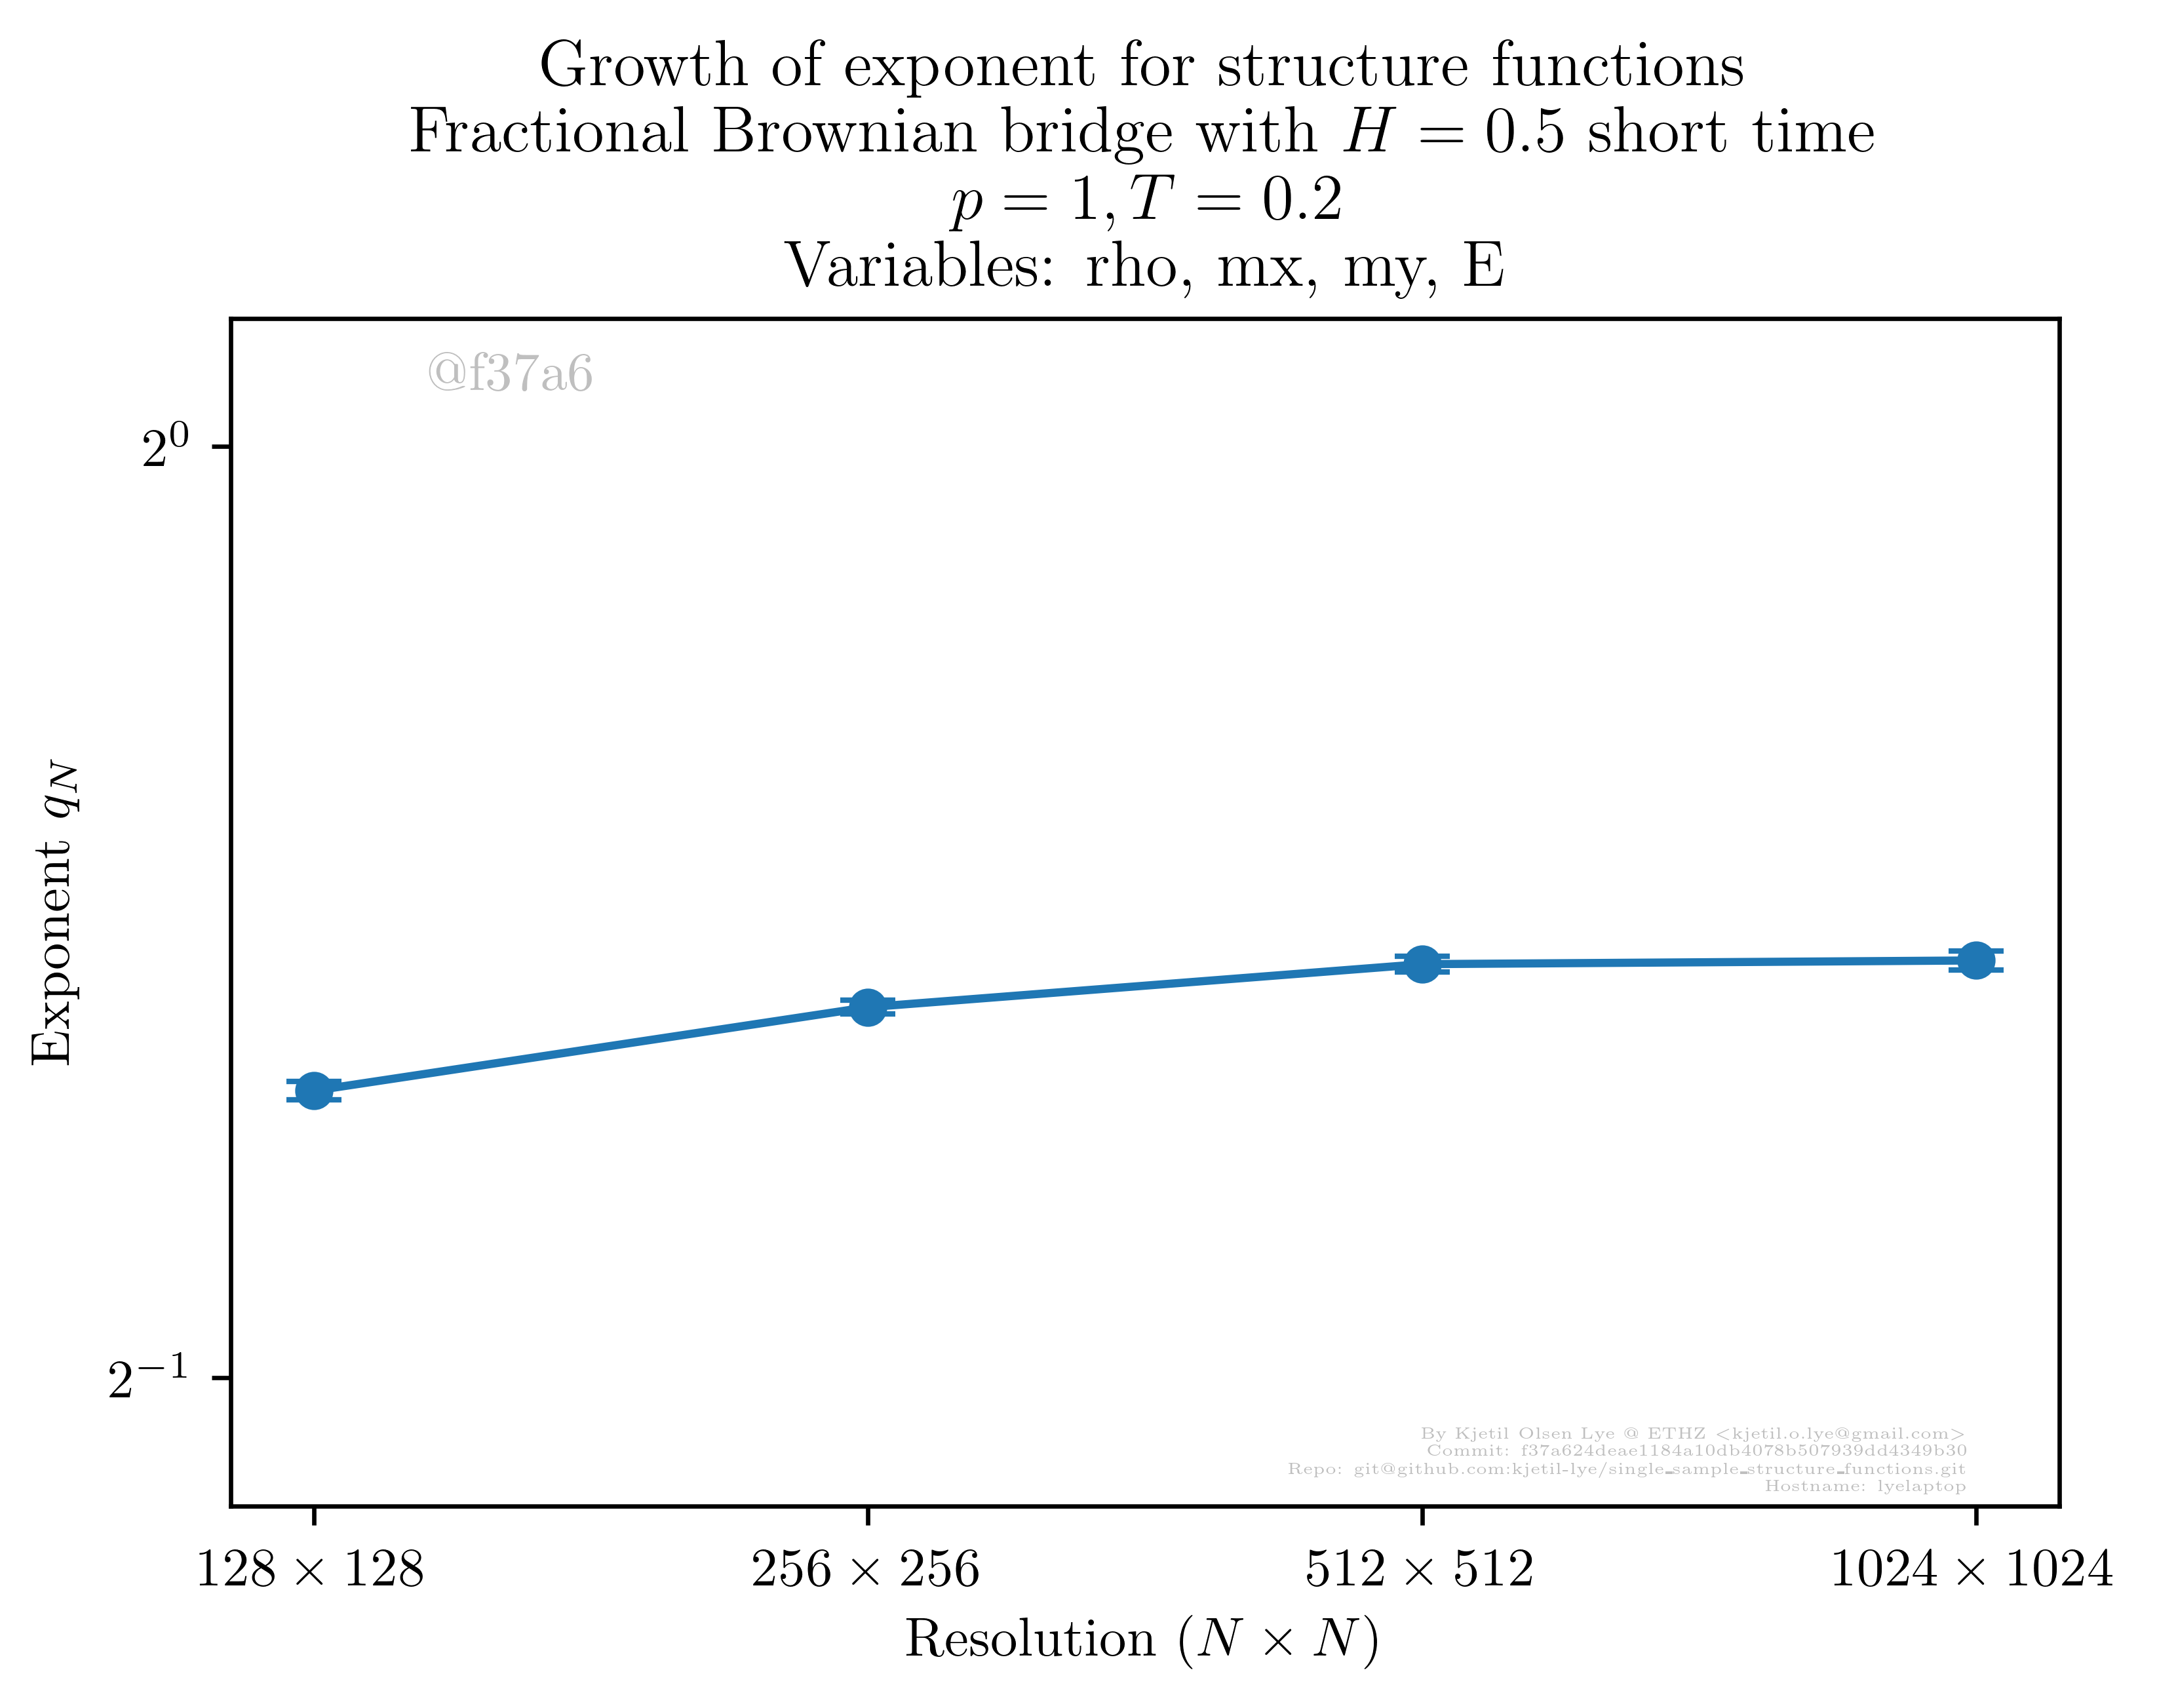 Growth of exponent for structure functions
Fractional Brownian bridge with H = 0.5 short time
p = 1, T = 0.2
Variables: rho, mx, my, E
@f37a6
2⁰
Exponent q_N
2⁻¹
By Kjetil Olsen Lye @ ETHZ <kjetil.o.lye@gmail.com>
Commit: f37a624deae1184a10db4078b507939dd4349b30
Repo: git@github.com:kjetil-lye/single_sample_structure_functions.git
Hostname: lyelaptop
128 × 128 256 × 256 512 × 512 1024 × 1024
Resolution (N × N)